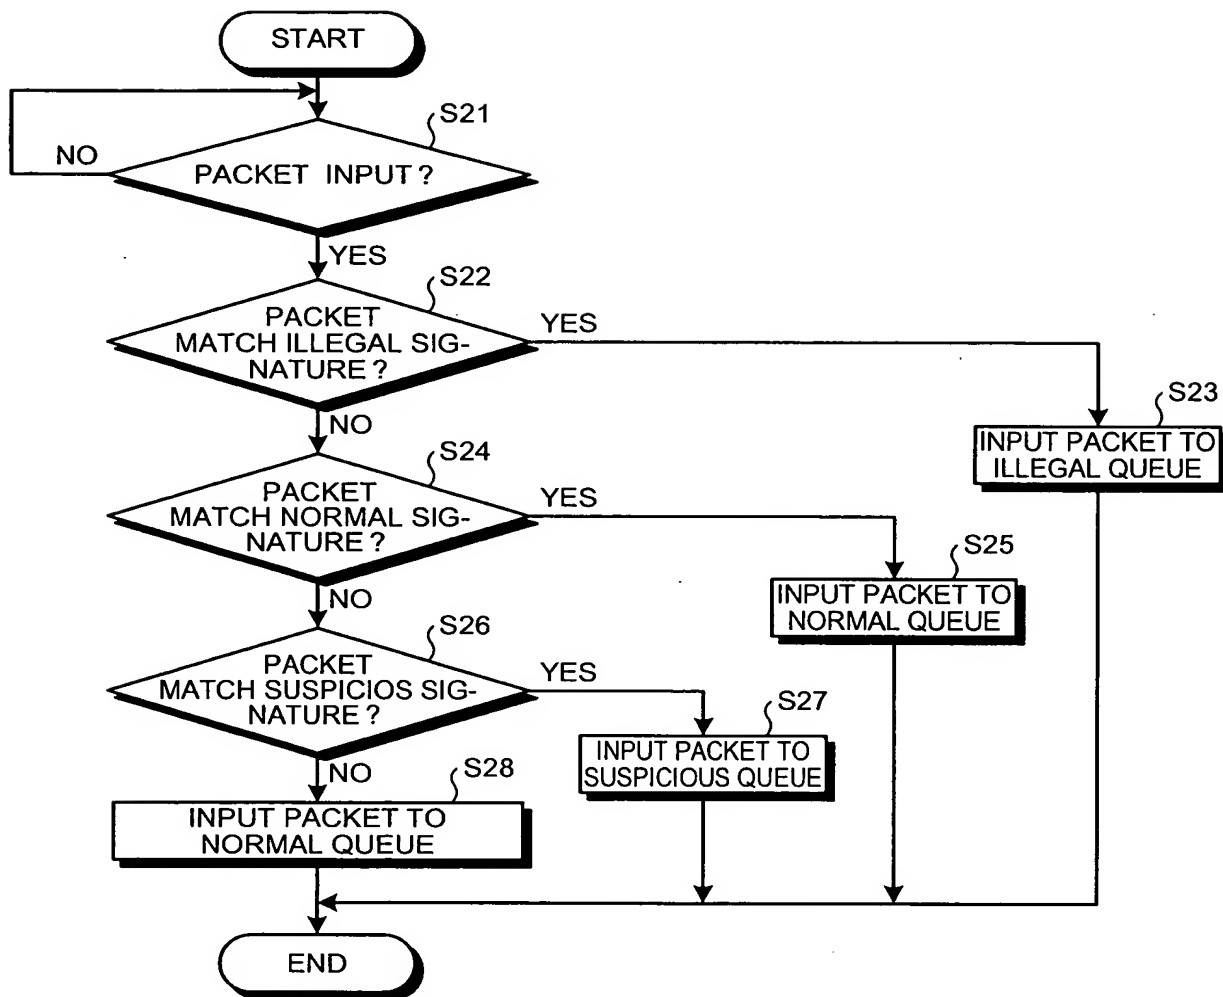 START
S21
NO
PACKET INPUT ?
YES
S22
PACKET
MATCH ILLEGAL SIG-
NATURE ?
YES
S23
INPUT PACKET TO
ILLEGAL QUEUE
NO
S24
PACKET
MATCH NORMAL SIG-
NATURE ?
YES
S25
INPUT PACKET TO
NORMAL QUEUE
NO
S26
PACKET
MATCH SUSPICIOS SIG-
NATURE ?
YES
S27
INPUT PACKET TO
SUSPICIOUS QUEUE
NO
S28
INPUT PACKET TO
NORMAL QUEUE
END